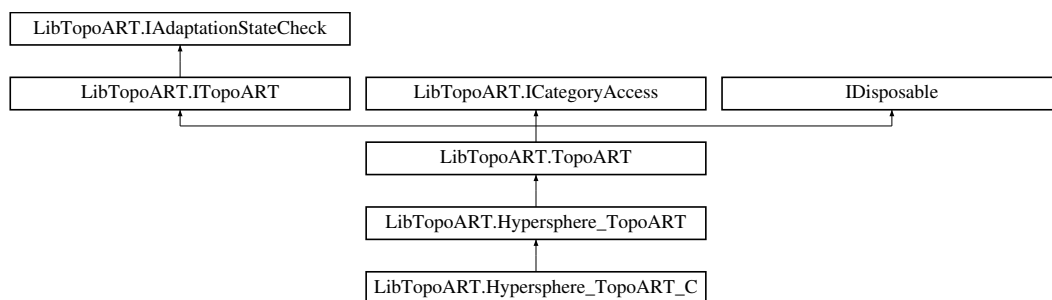 LibTopoART.IAdaptationStateCheck
LibTopoART.ITopoART
LibTopoART.ICategoryAccess
IDisposable
LibTopoART.TopoART
LibTopoART.Hypersphere_TopoART
LibTopoART.Hypersphere_TopoART_C